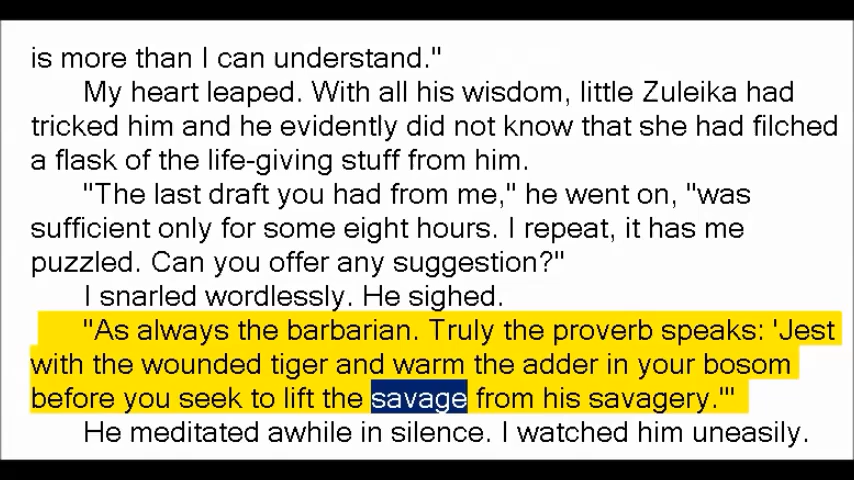 is more than I can understand."
My heart leaped. With all his wisdom, little Zuleika had
tricked him and he evidently did not know that she had filched
a flask of the life-giving stuff from him.
"The last draft you had from me," he went on, "was
sufficient only for some eight hours. I repeat, it has me
puzzled. Can you offer any suggestion?"
I snarled wordlessly. He sighed.
"As always the barbarian. Truly the proverb speaks: 'Jest
with the wounded tiger and warm the adder in your bosom
before you seek to lift the savage from his savagery.'"
He meditated awhile in silence. I watched him uneasily.